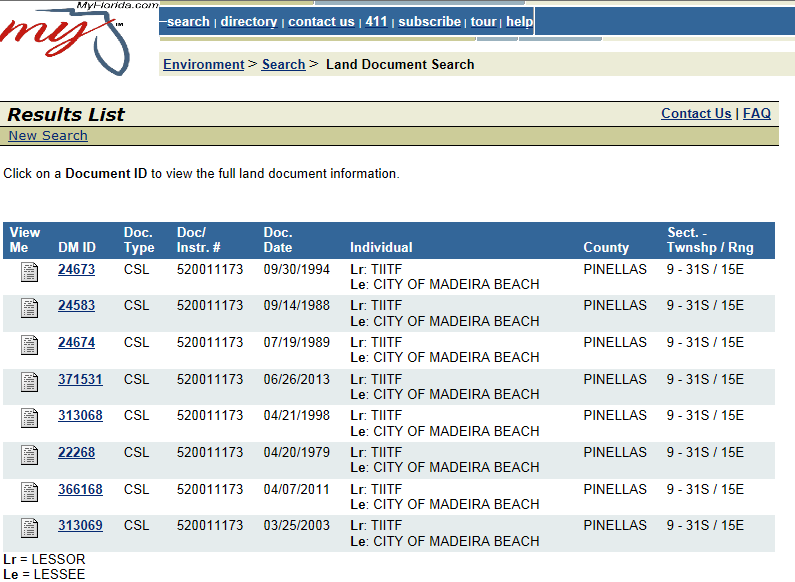 MyFlorida.com
my
TM
search | directory | contact us | 411 | subscribe | tour | help
Environment > Search > Land Document Search
Results List
Contact Us | FAQ
New Search
Click on a Document ID to view the full land document information.
View Doc. Doc/ Doc. Sect. -
Me DM ID Type Instr. # Date Individual County Twnshp / Rng
24673 CSL 520011173 09/30/1994 Lr: TIITF PINELLAS 9 - 31S / 15E
Le: CITY OF MADEIRA BEACH
24583 CSL 520011173 09/14/1988 Lr: TIITF PINELLAS 9 - 31S / 15E
Le: CITY OF MADEIRA BEACH
24674 CSL 520011173 07/19/1989 Lr: TIITF PINELLAS 9 - 31S / 15E
Le: CITY OF MADEIRA BEACH
371531 CSL 520011173 06/26/2013 Lr: TIITF PINELLAS 9 - 31S / 15E
Le: CITY OF MADEIRA BEACH
313068 CSL 520011173 04/21/1998 Lr: TIITF PINELLAS 9 - 31S / 15E
Le: CITY OF MADEIRA BEACH
22268 CSL 520011173 04/20/1979 Lr: TIITF PINELLAS 9 - 31S / 15E
Le: CITY OF MADEIRA BEACH
366168 CSL 520011173 04/07/2011 Lr: TIITF PINELLAS 9 - 31S / 15E
Le: CITY OF MADEIRA BEACH
313069 CSL 520011173 03/25/2003 Lr: TIITF PINELLAS 9 - 31S / 15E
Le: CITY OF MADEIRA BEACH
Lr = LESSOR
Le = LESSEE